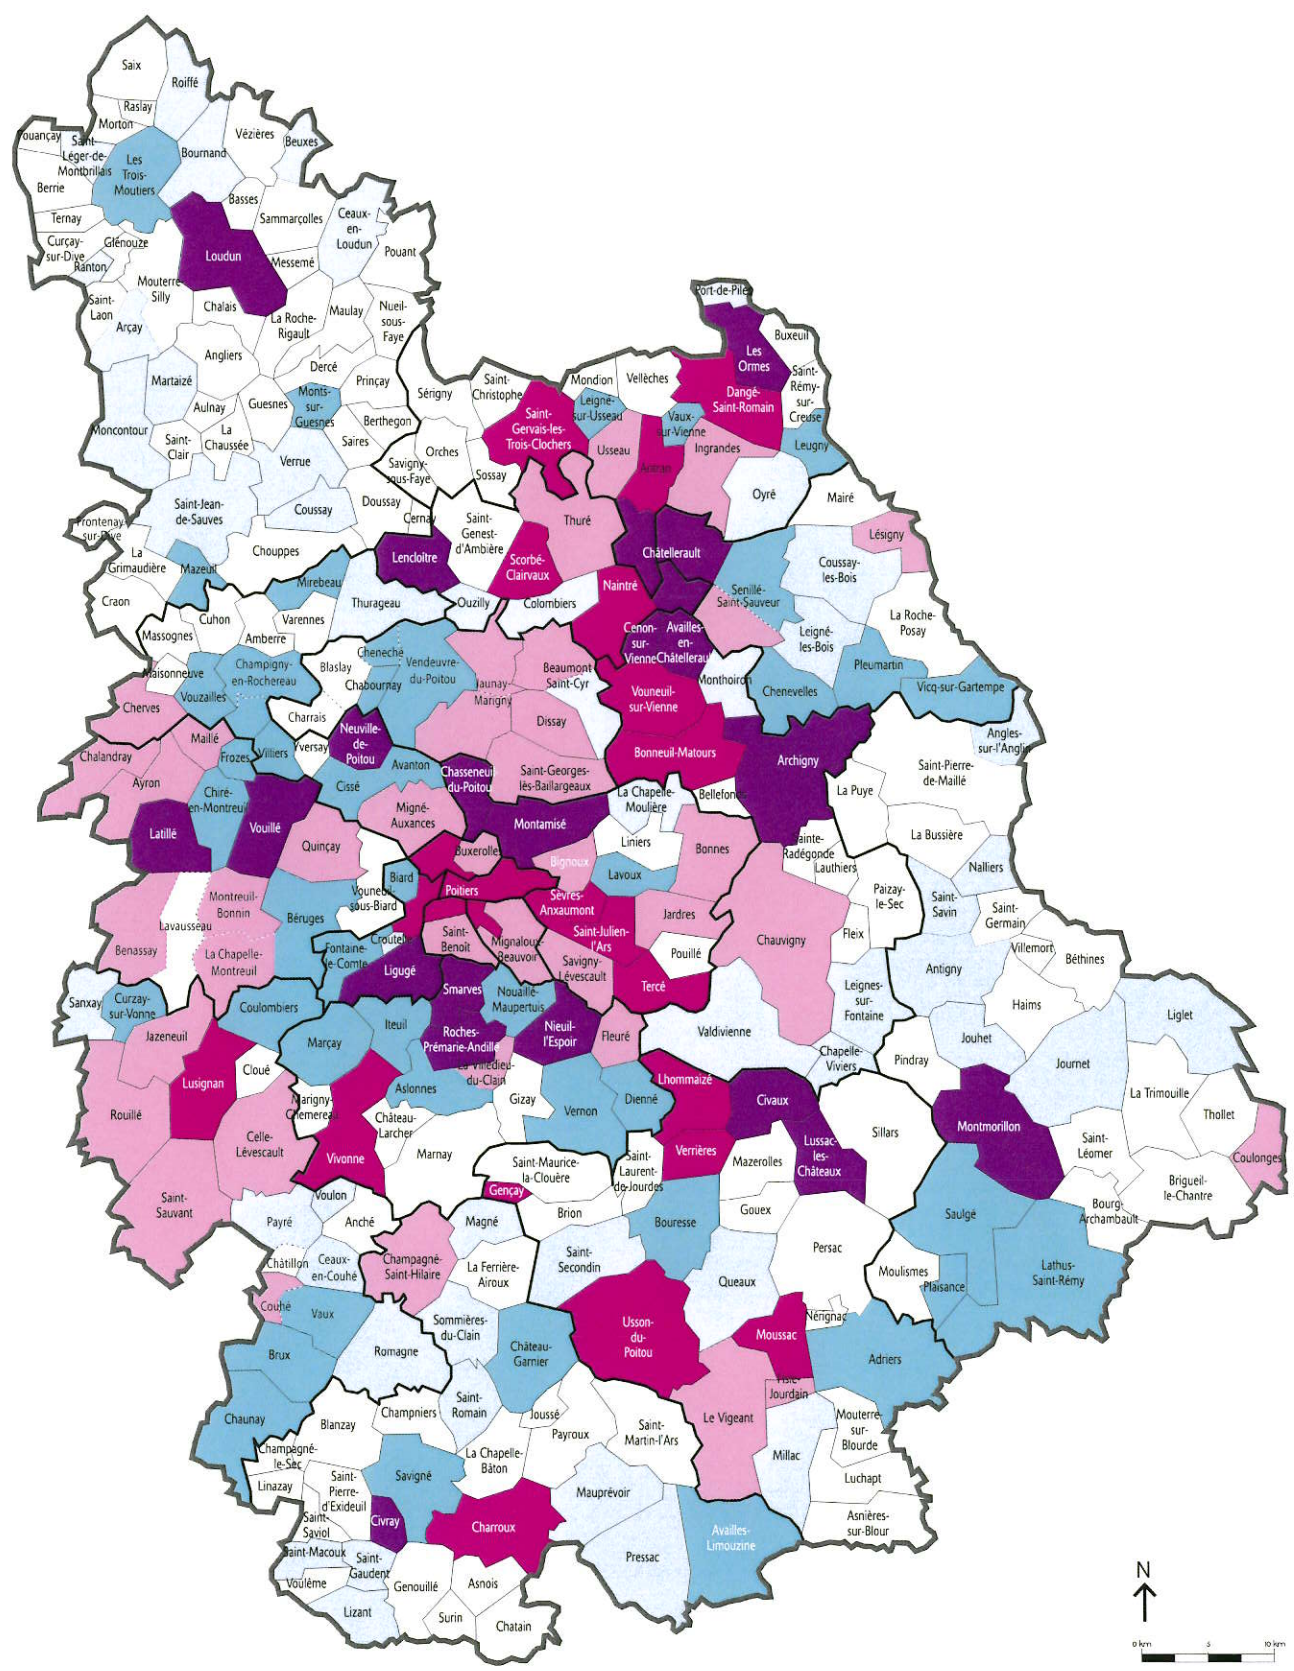 Saix
Roiffé
Raslay
Morton
Vézières
Beuxes
Pouançay
Saint-
Léger-de-
Montbrillais
Les
Trois-
Moutiers
Bournand
Berrie
Basses
Ternay
Sammarçolles
Ceaux-
en-
Loudun
Curçay-
sur-Dive
Glénouze
Ranton
Loudun
Messemé
Pouant
Mouterre
Silly
Saint-
Laon
Chalais
Arçay
La Roche-
Rigault
Maulay
Nueil-
sous-
Faye
Angliers
Dercé
Martaizé
Prinçay
Aulnay
Guesnes
Monts-
sur-
Guesnes
Berthegon
Moncontour
Saint-
Clair
La
Chaussée
Saires
Verrue
Savigny-
sous-Faye
Sérigny
Orches
Sossay
Saint-
Christophe
Mondion
Leigné-
sur-Usseau
Vellèches
Port-de-Piles
Les
Ormes
Buxeuil
Saint-
Rémy-
sur-
Creuse
Dangé-
Saint-Romain
Saint-
Gervais-les-
Trois-Clochers
Vaux-
sur-Vienne
Leugny
Usseau
Antran
Ingrandes
Oyré
Mairé
Saint-Jean-
de-Sauves
Coussay
Doussay
Cernay
Saint-
Genest-
d'Ambière
Thuré
Lésigny
Frontenay-
sur-Dive
La
Grimaudière
Mazeuil
Chouppes
Lencloître
Scorbé-
Clairvaux
Châtellerault
Coussay-
les-Bois
Craon
Mirebeau
Thurageau
Ouzilly
Colombiers
Naintré
Senillé-
Saint-Sauveur
La Roche-
Posay
Massognes
Cuhon
Varennes
Amberre
Cenon-
sur-
Vienne
Availles-
en-
Châtellerault
Leigné-
les-Bois
Maisonneuve
Vouzailles
Champigny-
en-Rochereau
Blaslay
Cheneché
Chabournay
Vendeuvre-
du-Poitou
Jaunay-
Marigny
Beaumont
Saint-Cyr
Monthoiron
Chenevelles
Pleumartin
Vicq-sur-Gartempe
Cherves
Charrais
Dissay
Vouneuil-
sur-Vienne
Chalandray
Maillé
Frozes
Villiers
Yversay
Neuville-
de-
Poitou
Avanton
Bonneuil-Matours
Archigny
Angles-
sur-l'Anglin
Ayron
Chiré-
en-Montreuil
Cissé
Chasseneuil-
du-Poitou
Saint-Georges-
lès-Baillargeaux
La Chapelle-
Moulière
Bellefonds
La Puye
Saint-Pierre-
de-Maillé
Latillé
Vouillé
Quinçay
Migné-
Auxances
Montamisé
Liniers
Bonnes
Sainte-
Radégonde
Lauthiers
La Bussière
Nalliers
Buxerolles
Bignoux
Lavoux
Biard
Poitiers
Vouneuil-
sous-Biard
Montreuil-
Bonnin
Lavausseau
Béruges
Sèvres-
Anxaumont
Jardres
Paizay-
le-Sec
Saint-
Savin
Saint-
Germain
Benassay
La Chapelle-
Montreuil
Fontaine-
le-Comte
Croutelle
Saint-
Benoît
Mignaloux-
Beauvoir
Saint-Julien-
l'Ars
Pouillé
Chauvigny
Fleix
Villemort
Béthines
Antigny
Ligugé
Savigny-
Lévescault
Tercé
Sanxay
Curzay-
sur-Vonne
Coulombiers
Smarves
Nouaillé-
Maupertuis
Leignes-
sur-
Fontaine
Haims
Liglet
Jazeneuil
Marçay
Iteuil
Roches-
Prémarie-Andillé
Nieuil-
l'Espoir
Fleuré
Valdivienne
Chapelle-
Viviers
Jouhet
Pindray
Journet
Lusignan
Cloué
Marigny-
Chemereau
Aslonnes
La Villedieu-
du-Clain
Gizay
Vernon
Dienné
Lhommaizé
Civaux
La Trimouille
Thollet
Rouillé
Celle-
Lévescault
Château-
Larcher
Marnay
Vivonne
Lussac-
les-
Châteaux
Sillars
Montmorillon
Saint-
Léomer
Coulonges
Verrières
Mazerolles
Saint-
Laurent-
de-Jourdes
Saint-Maurice-
la-Clouère
Gençay
Brion
Brigueil-
le-Chantre
Bourg-
Archambault
Saint-
Sauvant
Voulon
Payré
Anché
Magné
Bouresse
Gouex
Saulgé
Persac
Châtillon
Ceaux-
en-Couhé
Champagné-
Saint-Hilaire
La Ferrière-
Airoux
Saint-
Secondin
Queaux
Moulismes
Plaisance
Lathus-
Saint-Rémy
Couhé
Vaux
Sommières-
du-Clain
Usson-
du-
Poitou
Moussac
Nérignac
Brux
Romagne
Château-
Garnier
Adriers
Chaunay
Blanzay
Champniers
Saint-
Romain
Joussé
Payroux
Saint-
Martin-l'Ars
Le Vigeant
Jourdain
Mouterre
-sur-
Blourde
Millac
Champagné-
le-Sec
Linazay
Saint-
Pierre-
d'Exideuil
Savigné
La Chapelle-
Bâton
Mauprévoir
Luchapt
Saint-
Saviol
Civray
Charroux
Availles-
Limouzine
Asnières-
sur-Blour
Saint-Macoux
Saint-
Gaudent
Pressac
Voulême
Genouillé
Asnois
Lizant
Surin
Chatain
N
0 km
5
10 km